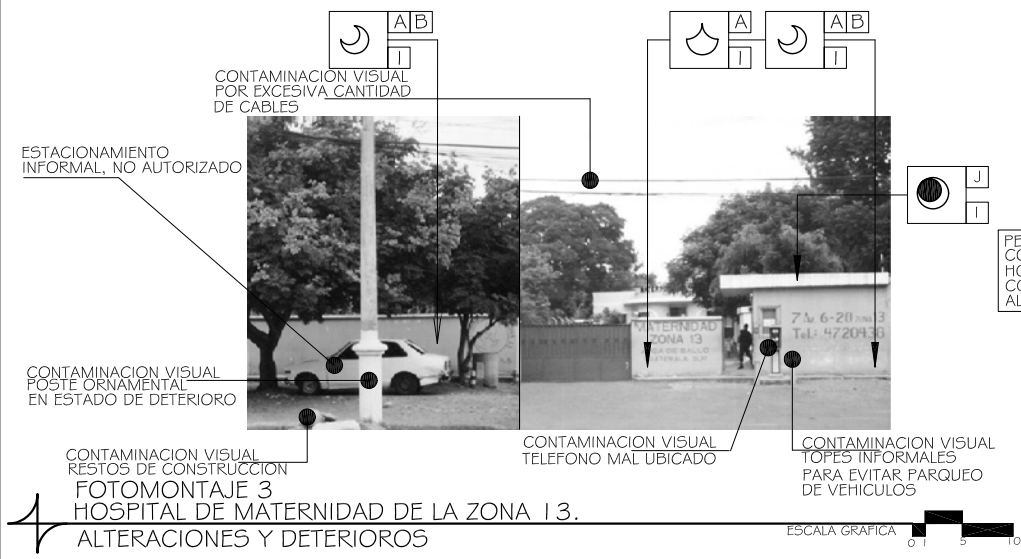 A B
I
A
I
A B
I
CONTAMINACION VISUAL
POR EXCESIVA CANTIDAD
DE CABLES
ESTACIONAMIENTO
INFORMAL, NO AUTORIZADO
J
I
MATERNIDAD
ZONA 13
7 Av 6-20 zona 13
Tel.: 4720438
CONTAMINACION VISUAL
POSTE ORNAMENTAL
EN ESTADO DE DETERIORO
CONTAMINACION VISUAL
RESTOS DE CONSTRUCCION
CONTAMINACION VISUAL
TELEFONO MAL UBICADO
CONTAMINACION VISUAL
TOPES INFORMALES
PARA EVITAR PARQUEO
DE VEHICULOS
FOTOMONTAJE 3
HOSPITAL DE MATERNIDAD DE LA ZONA 13.
ALTERACIONES Y DETERIOROS
ESCALA GRAFICA
0 1 5 10